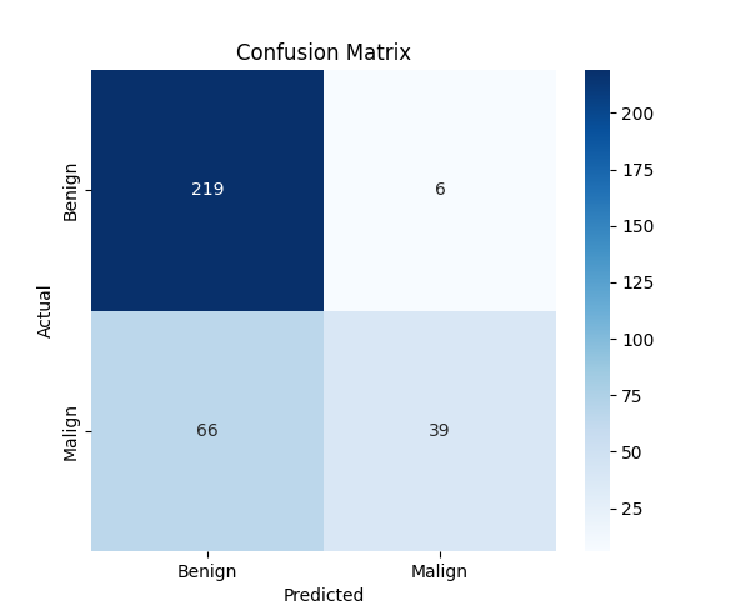 Confusion Matrix
Benign
219
6
Malign
66
39
Actual
Benign
Malign
Predicted
200
175
150
125
100
75
50
25